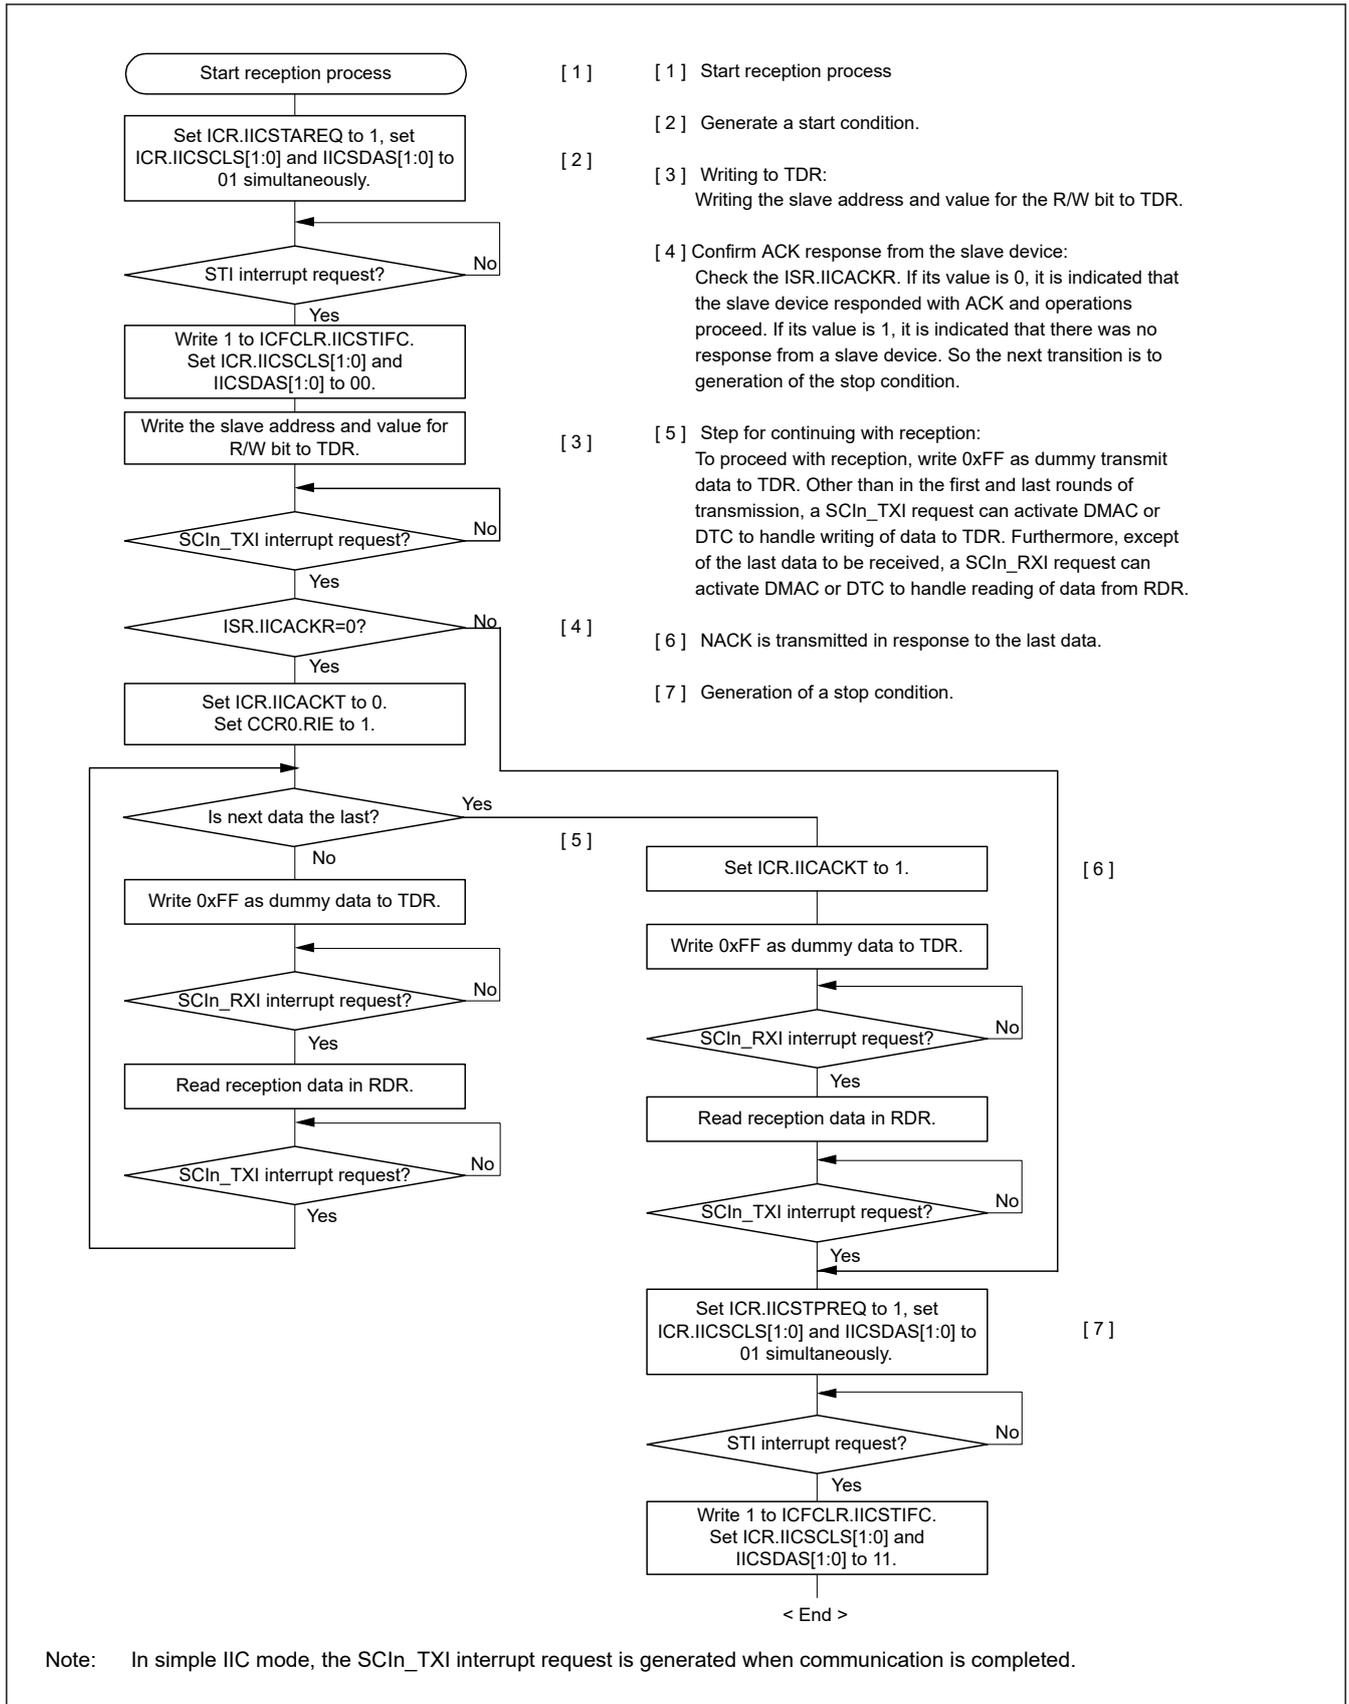 Start reception process
[ 1 ]
Set ICR.IICSTAREQ to 1, set
ICR.IICSCLS[1:0] and IICSDAS[1:0] to
01 simultaneously.
[ 2 ]
STI interrupt request?
No
Yes
Write 1 to ICFCLR.IICSTIFC.
Set ICR.IICSCLS[1:0] and
IICSDAS[1:0] to 00.
Write the slave address and value for
R/W bit to TDR.
[ 3 ]
SCIn_TXI interrupt request?
No
Yes
ISR.IICACKR=0?
No
[ 4 ]
Yes
Set ICR.IICACKT to 0.
Set CCR0.RIE to 1.
Is next data the last?
Yes
[ 5 ]
No
Write 0xFF as dummy data to TDR.
SCIn_RXI interrupt request?
No
Yes
Read reception data in RDR.
SCIn_TXI interrupt request?
No
Yes
[ 1 ] Start reception process
[ 2 ] Generate a start condition.
[ 3 ] Writing to TDR:
Writing the slave address and value for the R/W bit to TDR.
[ 4 ] Confirm ACK response from the slave device:
Check the ISR.IICACKR. If its value is 0, it is indicated that
the slave device responded with ACK and operations
proceed. If its value is 1, it is indicated that there was no
response from a slave device. So the next transition is to
generation of the stop condition.
[ 5 ] Step for continuing with reception:
To proceed with reception, write 0xFF as dummy transmit
data to TDR. Other than in the first and last rounds of
transmission, a SCIn_TXI request can activate DMAC or
DTC to handle writing of data to TDR. Furthermore, except
of the last data to be received, a SCIn_RXI request can
activate DMAC or DTC to handle reading of data from RDR.
[ 6 ] NACK is transmitted in response to the last data.
[ 7 ] Generation of a stop condition.
Set ICR.IICACKT to 1.
[ 6 ]
Write 0xFF as dummy data to TDR.
SCIn_RXI interrupt request?
No
Yes
Read reception data in RDR.
SCIn_TXI interrupt request?
No
Yes
Set ICR.IICSTPREQ to 1, set
ICR.IICSCLS[1:0] and IICSDAS[1:0] to
01 simultaneously.
[ 7 ]
STI interrupt request?
No
Yes
Write 1 to ICFCLR.IICSTIFC.
Set ICR.IICSCLS[1:0] and
IICSDAS[1:0] to 11.
< End >
Note: In simple IIC mode, the SCIn_TXI interrupt request is generated when communication is completed.